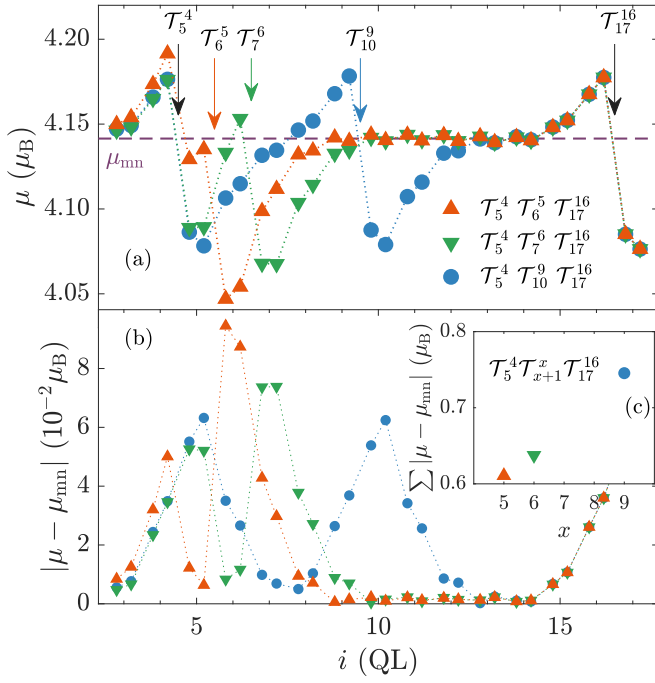 𝒯₅⁴ 𝒯₆⁵ 𝒯₇⁶ 𝒯₁₀⁹ 𝒯₁₇¹⁶
4.20
4.15
4.10
4.05
μ (μ_B)
μ_mn
(a)
𝒯₅⁴ 𝒯₆⁵ 𝒯₁₇¹⁶
𝒯₅⁴ 𝒯₇⁶ 𝒯₁₇¹⁶
𝒯₅⁴ 𝒯₁₀⁹ 𝒯₁₇¹⁶
(b)
8
6
4
2
0
|μ − μ_mn| (10⁻² μ_B)
5 10 15
i (QL)
0.8
0.7
0.6
∑ |μ − μ_mn| (μ_B)
𝒯₅⁴𝒯ₓ₊₁ˣ𝒯₁₇¹⁶
(c)
5 6 7 8 9
x